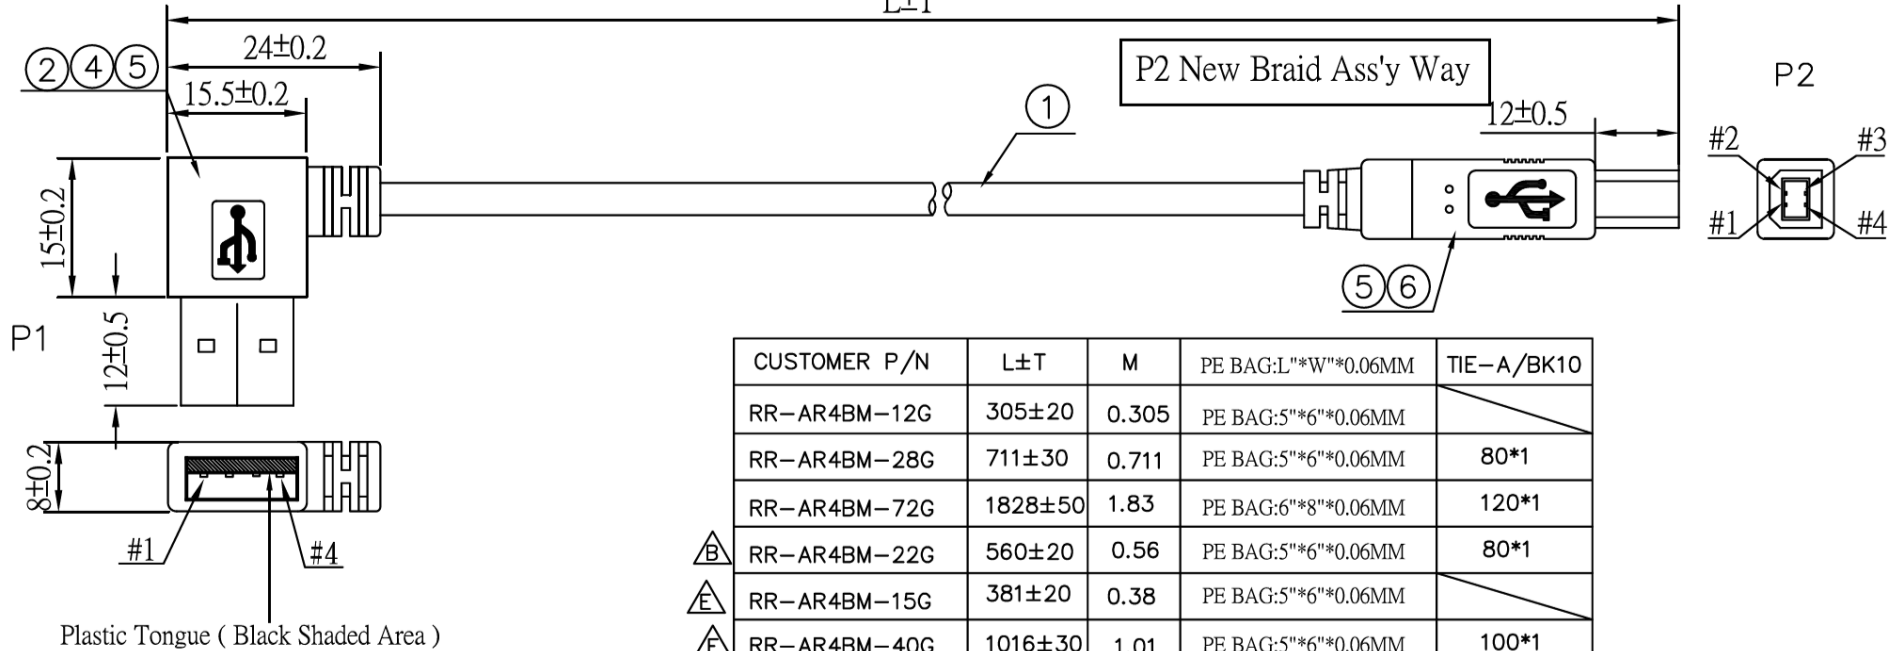 L±T
24±0.2
② ④ ⑤
15.5±0.2
P2 New Braid Ass'y Way
P2
①
12±0.5
#2
#3
15±0.2
#1
#4
⑤ ⑥
P1
12±0.5
8±0.2
#1
#4
Plastic Tongue ( Black Shaded Area )
CUSTOMER P/N L±T M PE BAG:L"*W"*0.06MM TIE-A/BK10
RR-AR4BM-12G 305±20 0.305 PE BAG:5"*6"*0.06MM
RR-AR4BM-28G 711±30 0.711 PE BAG:5"*6"*0.06MM 80*1
RR-AR4BM-72G 1828±50 1.83 PE BAG:6"*8"*0.06MM 120*1
B RR-AR4BM-22G 560±20 0.56 PE BAG:5"*6"*0.06MM 80*1
E RR-AR4BM-15G 381±20 0.38 PE BAG:5"*6"*0.06MM
RR-AR4BM-40G 1016±30 1.01 PE BAG:5"*6"*0.06MM 100*1